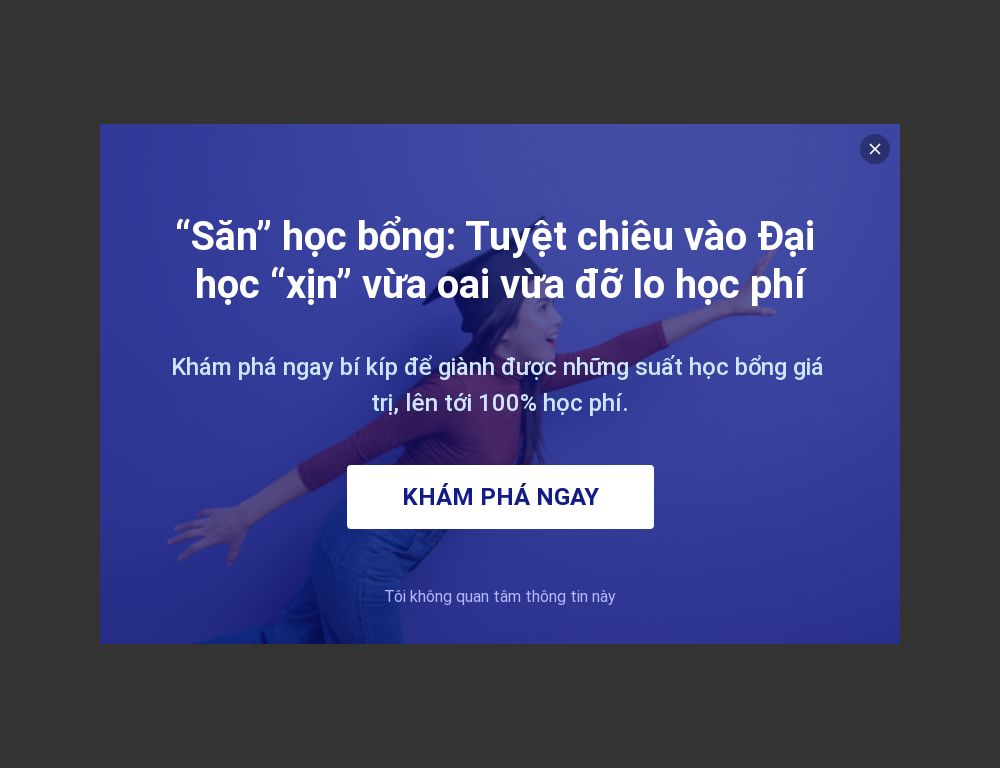 “Săn” học bổng: Tuyệt chiêu vào Đại
học “xịn” vừa oai vừa đỡ lo học phí
Khám phá ngay bí kíp để giành được những suất học bổng giá
trị, lên tới 100% học phí.
KHÁM PHÁ NGAY
Tôi không quan tâm thông tin này